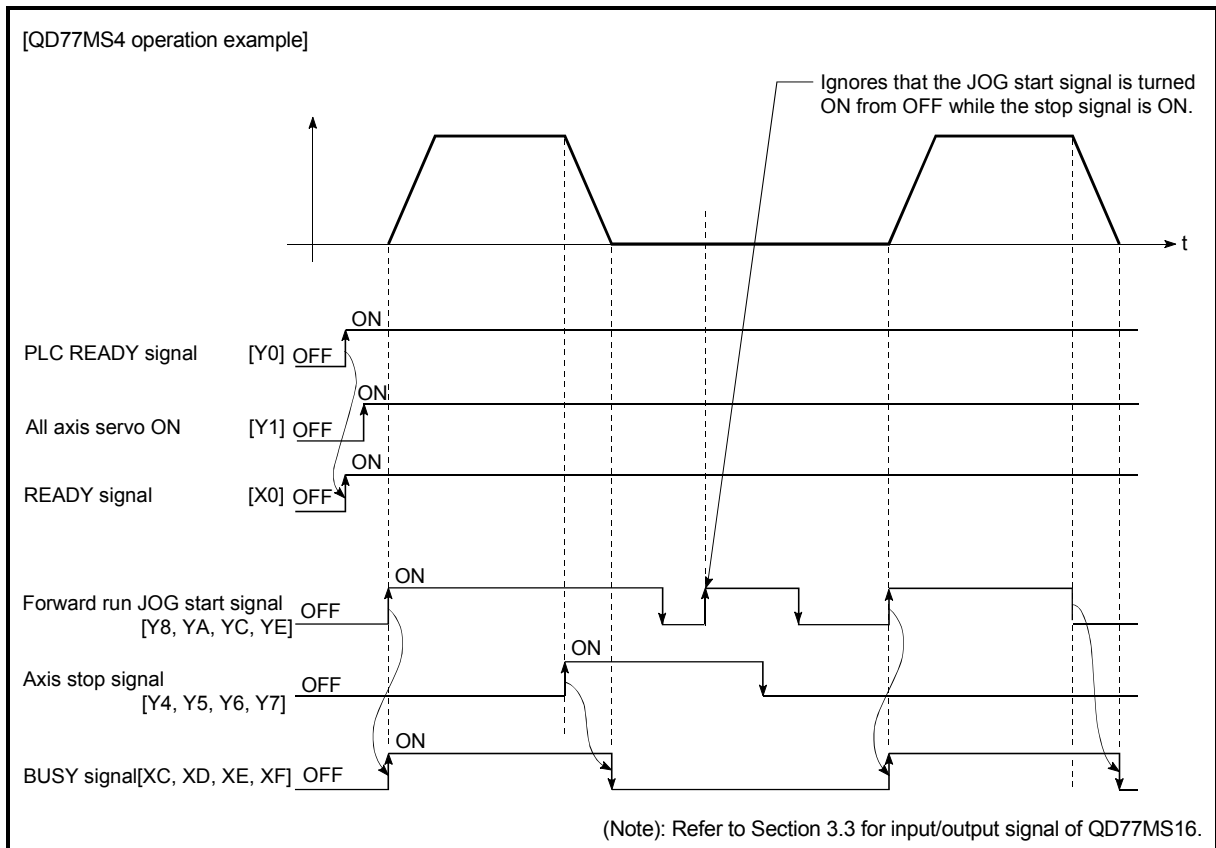 [QD77MS4 operation example]
Ignores that the JOG start signal is turned
ON from OFF while the stop signal is ON.
t
ON
PLC READY signal [Y0] OFF
ON
All axis servo ON [Y1] OFF
ON
READY signal [X0] OFF
ON
Forward run JOG start signal OFF
[Y8, YA, YC, YE]
ON
Axis stop signal OFF
[Y4, Y5, Y6, Y7]
ON
BUSY signal[XC, XD, XE, XF] OFF
(Note): Refer to Section 3.3 for input/output signal of QD77MS16.